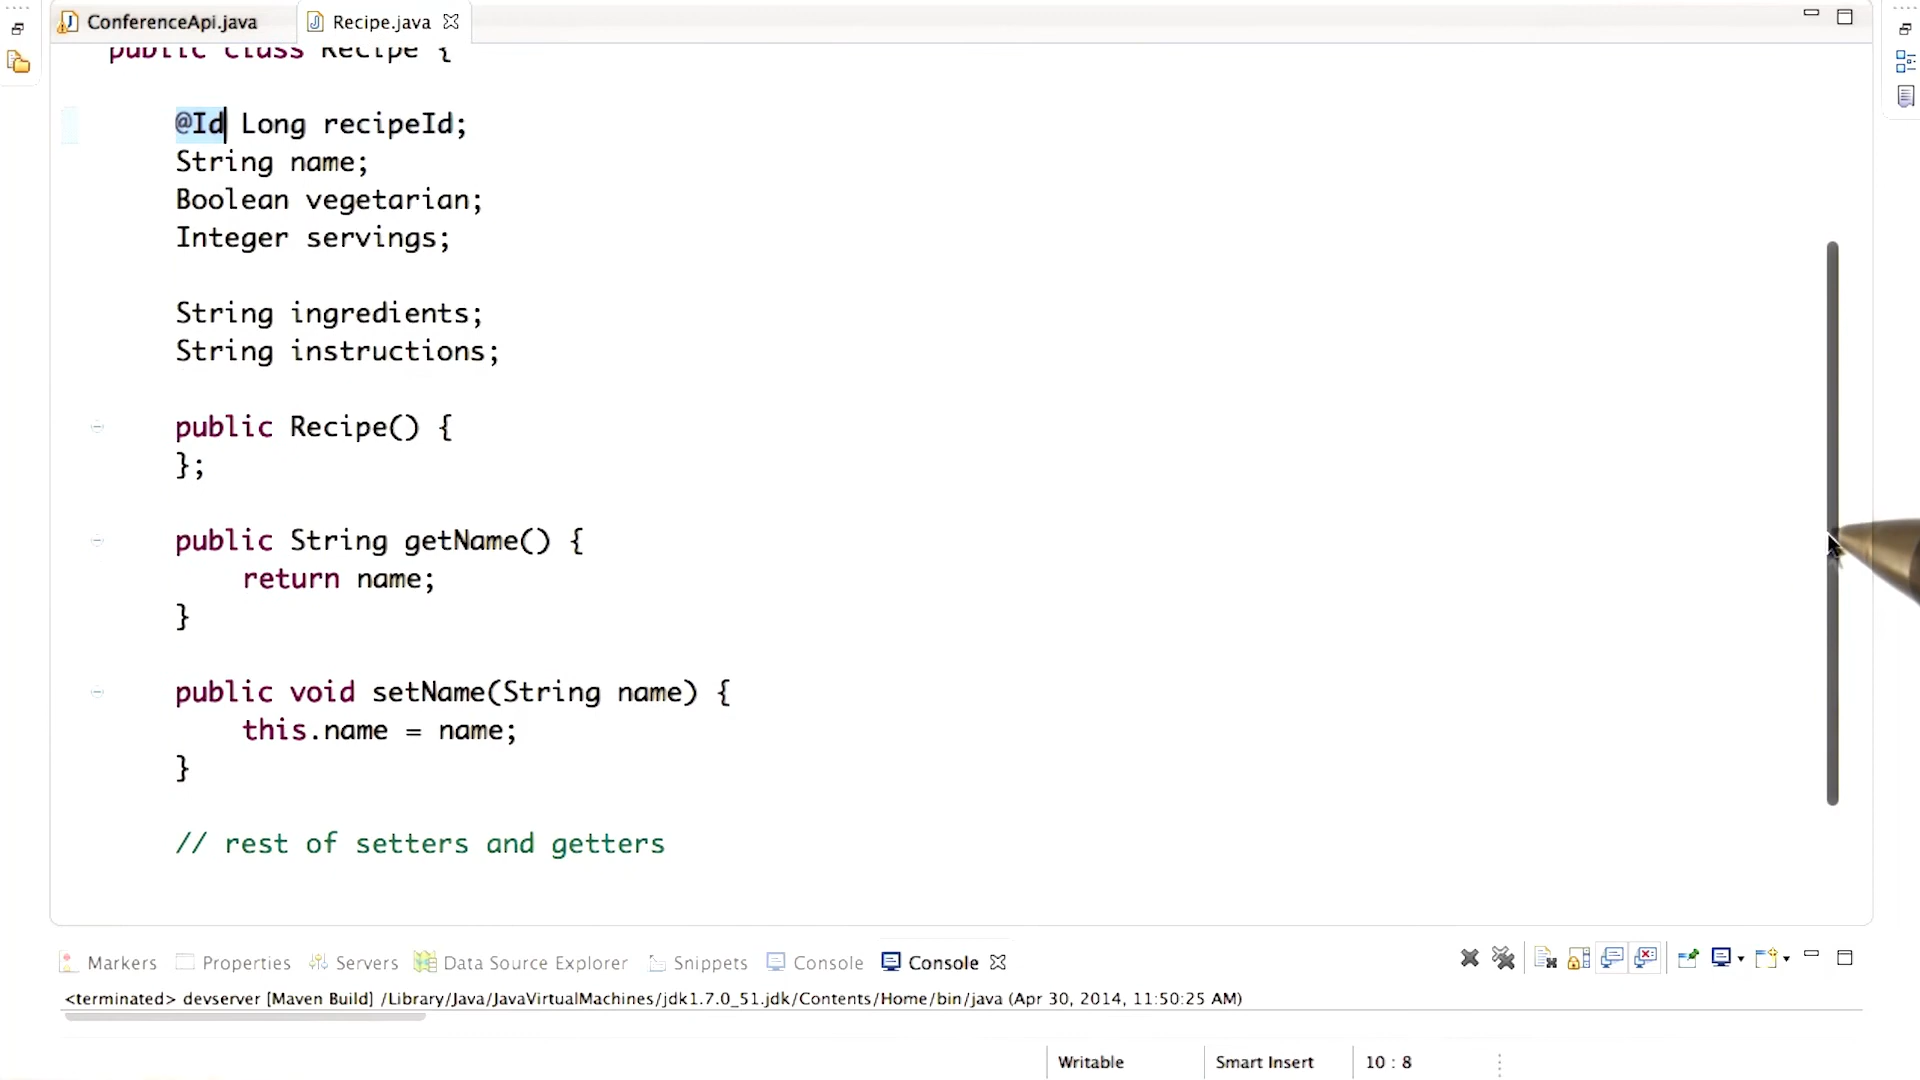 ConferenceApi.java
Recipe.java
public class Recipe {
@Id Long recipeId;
String name;
Boolean vegetarian;
Integer servings;
String ingredients;
String instructions;
public Recipe() {
};
public String getName() {
return name;
}
public void setName(String name) {
this.name = name;
}
// rest of setters and getters
Markers Properties Servers Data Source Explorer Snippets Console Console
<terminated> devserver [Maven Build] /Library/Java/JavaVirtualMachines/jdk1.7.0_51.jdk/Contents/Home/bin/java (Apr 30, 2014, 11:50:25 AM)
Writable Smart Insert 10 : 8